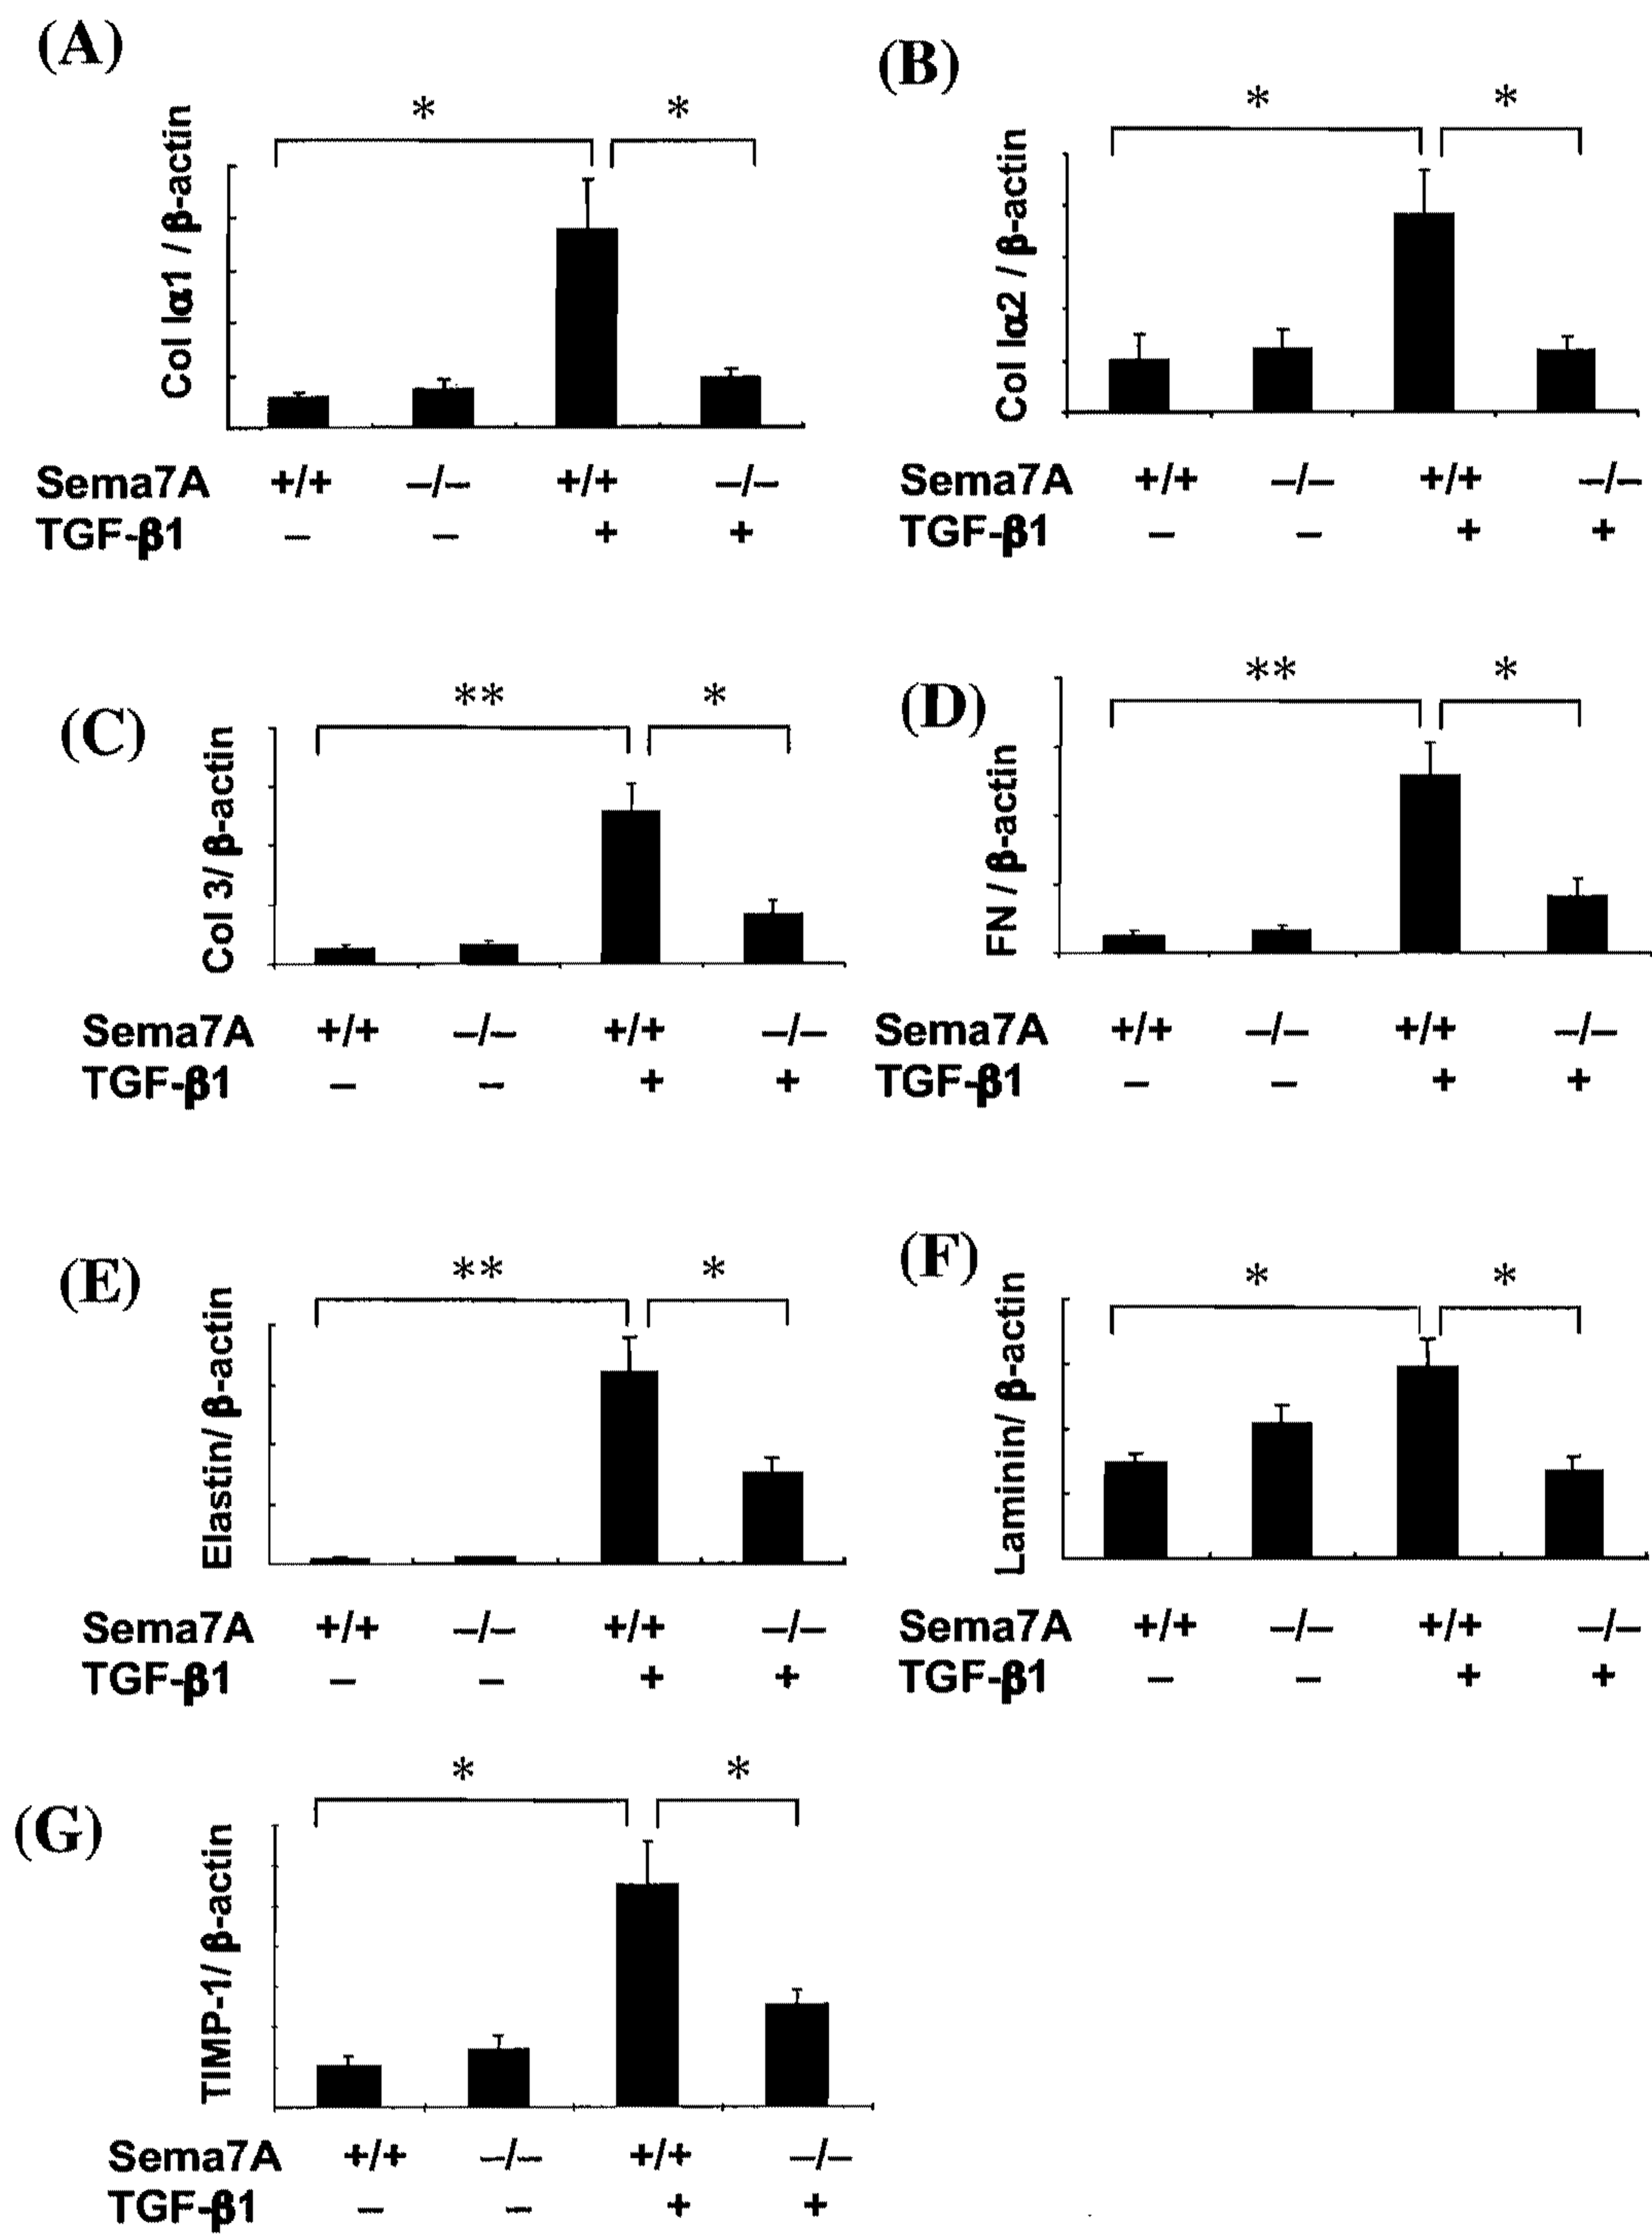 (A)
* *
Col Iα1 / β-actin
Sema7A +/+ –/– +/+ –/–
TGF-β1 – – + +
(B)
* *
Col Iα2 / β-actin
Sema7A +/+ –/– +/+ –/–
TGF-β1 – – + +
(C)
** *
Col 3/ β-actin
Sema7A +/+ –/– +/+ –/–
TGF-β1 – – + +
(D)
** *
FN / β-actin
Sema7A +/+ –/– +/+ –/–
TGF-β1 – – + +
(E)
** *
Elastin/ β-actin
Sema7A +/+ –/– +/+ –/–
TGF-β1 – – + +
(F)
* *
Laminin/ β-actin
Sema7A +/+ –/– +/+ –/–
TGF-β1 – – + +
(G)
* *
TIMP-1/ β-actin
Sema7A +/+ –/– +/+ –/–
TGF-β1 – – + +